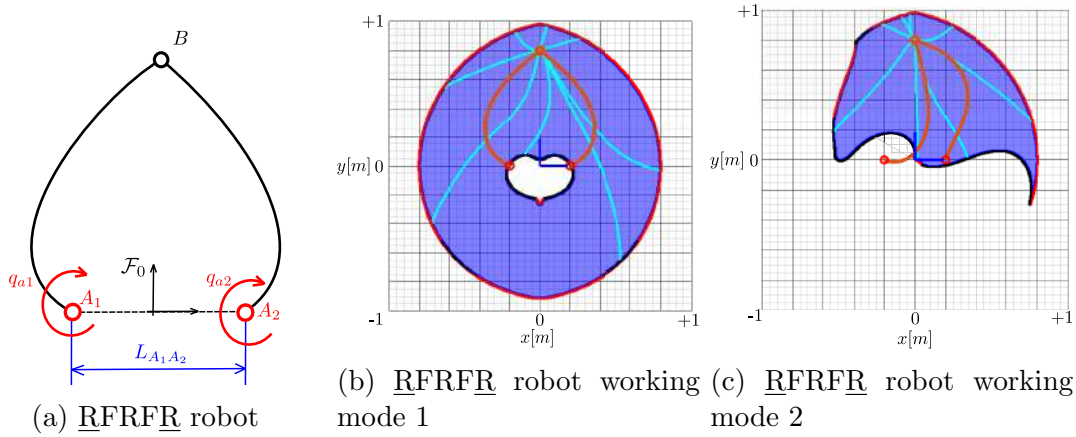 B
q_{a1}
A_1
\mathcal{F}_0
q_{a2}
A_2
L_{A_1A_2}
(a) RFRFR robot
+1
y[m] 0
-1
0
+1
x[m]
(b) RFRFR robot working
mode 1
+1
y[m] 0
-1
0
+1
x[m]
(c) RFRFR robot working
mode 2